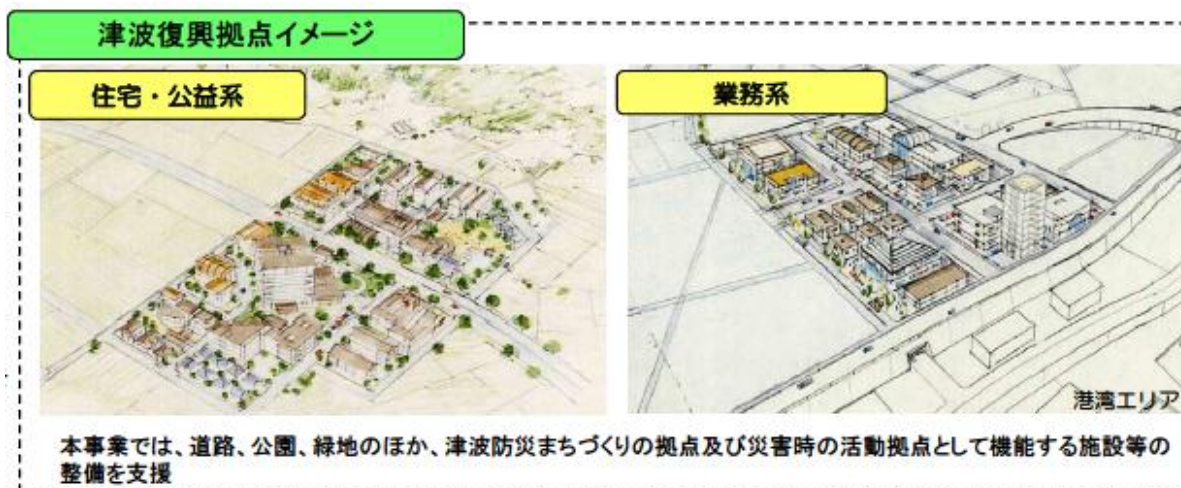 津波復興拠点イメージ
住宅・公益系
業務系
港湾エリア
本事業では、道路、公園、緑地のほか、津波防災まちづくりの拠点及び災害時の活動拠点として機能する施設等の
整備を支援